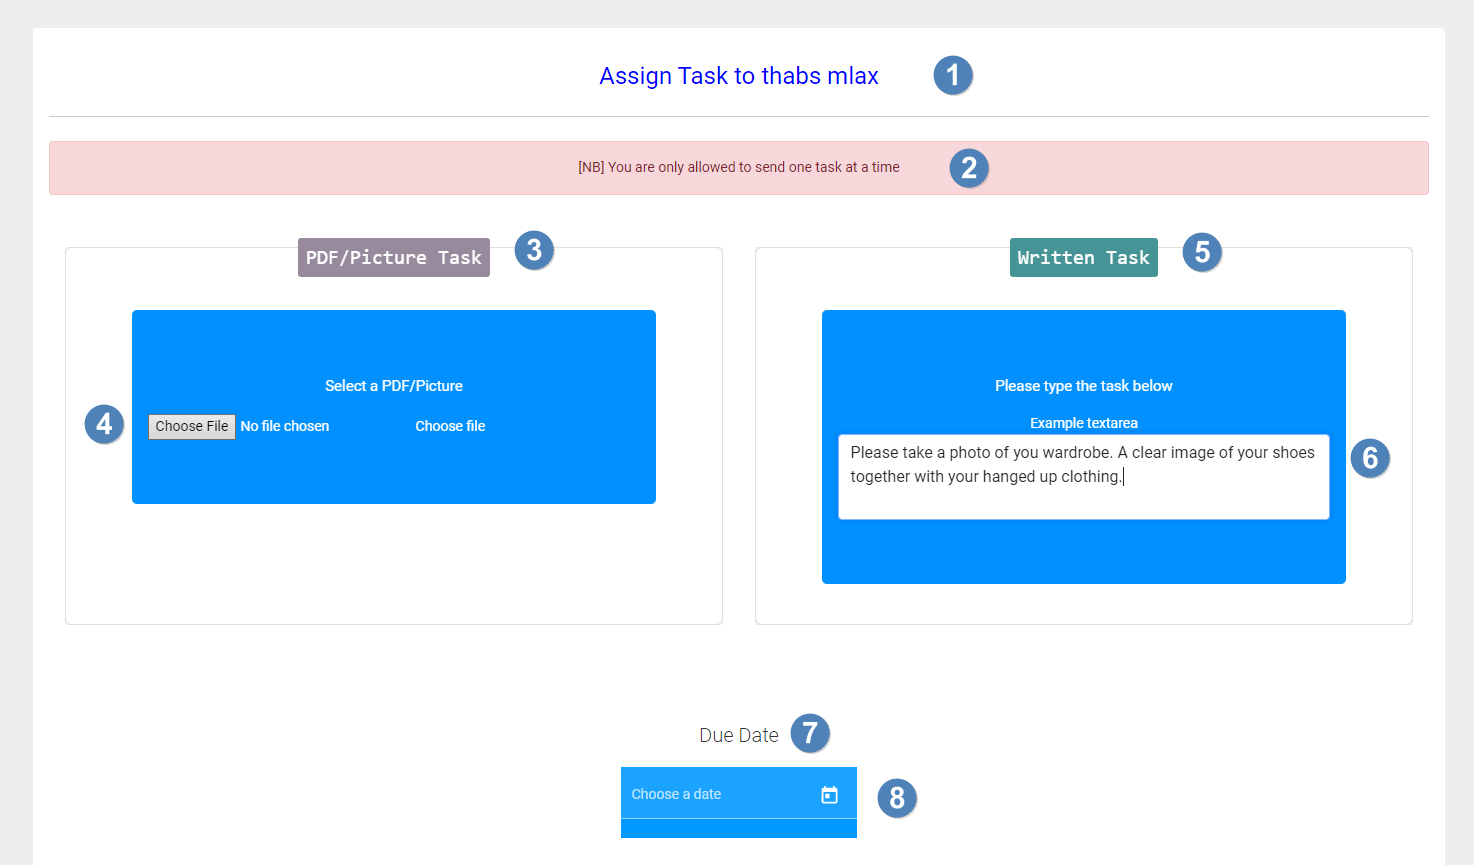 Assign Task to thabs mlax 1
[NB] You are only allowed to send one task at a time 2
PDF/Picture Task 3
Select a PDF/Picture
4 Choose File No file chosen Choose file
Written Task 5
Please type the task below
Example textarea
Please take a photo of you wardrobe. A clear image of your shoes
together with your hanged up clothing.
6
Due Date 7
Choose a date 8